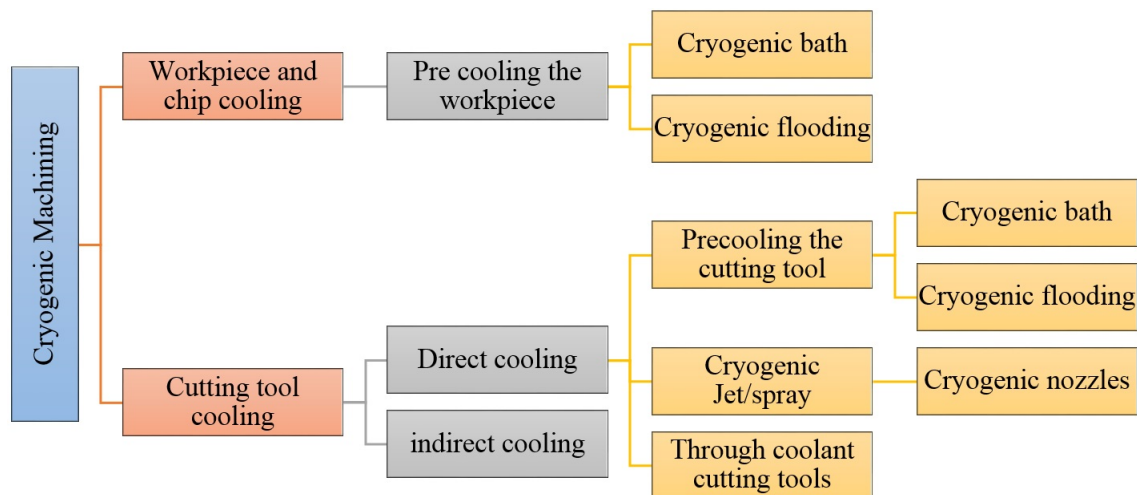 Cryogenic Machining
Workpiece and
chip cooling
Pre cooling the
workpiece
Cryogenic bath
Cryogenic flooding
Cutting tool
cooling
Direct cooling
indirect cooling
Precooling the
cutting tool
Cryogenic bath
Cryogenic flooding
Cryogenic
Jet/spray
Cryogenic nozzles
Through coolant
cutting tools